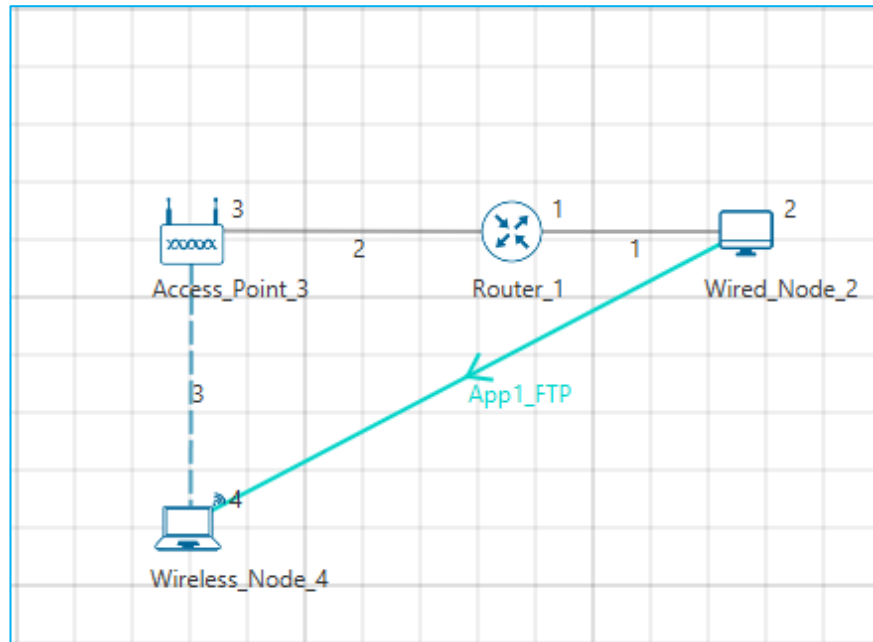 3
1
2
2
1
Access_Point_3
Router_1
Wired_Node_2
App1_FTP
3
4
Wireless_Node_4